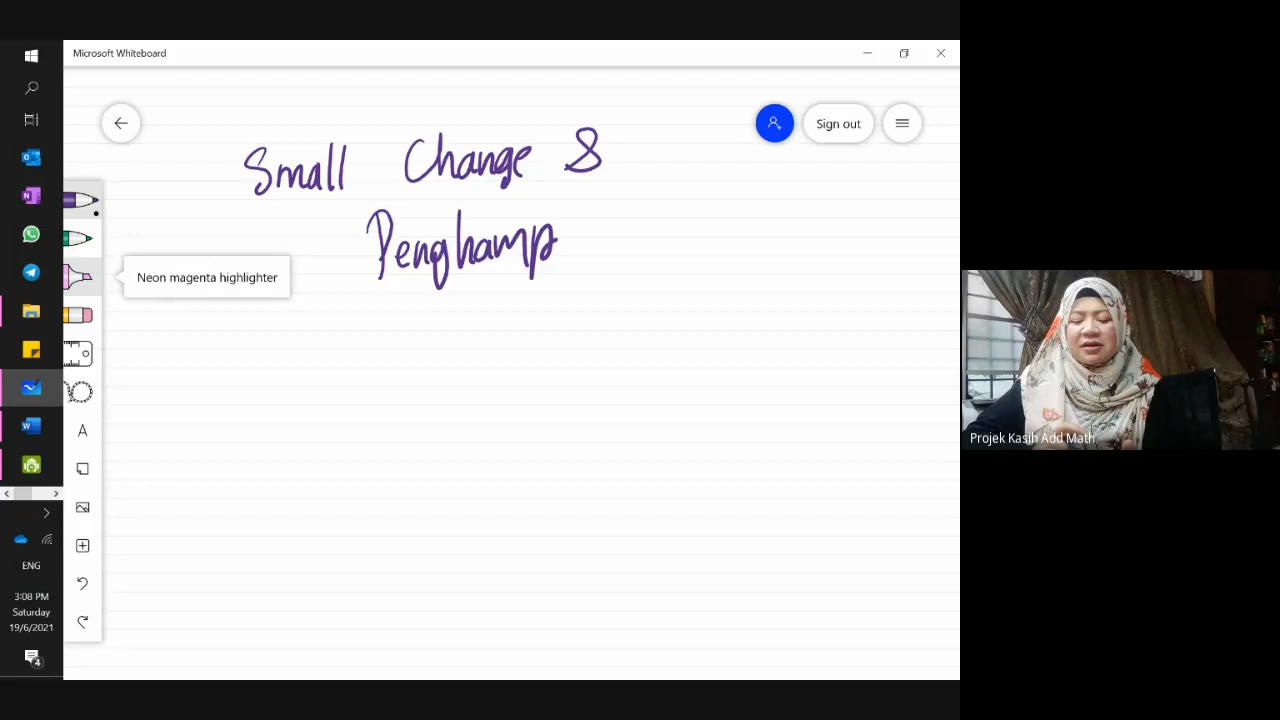 Microsoft Whiteboard
Sign out
Small Change &
Penghamp
Neon magenta highlighter
A
ENG
3:08 PM
Saturday
19/6/2021
4
Projek Kasih Add Math